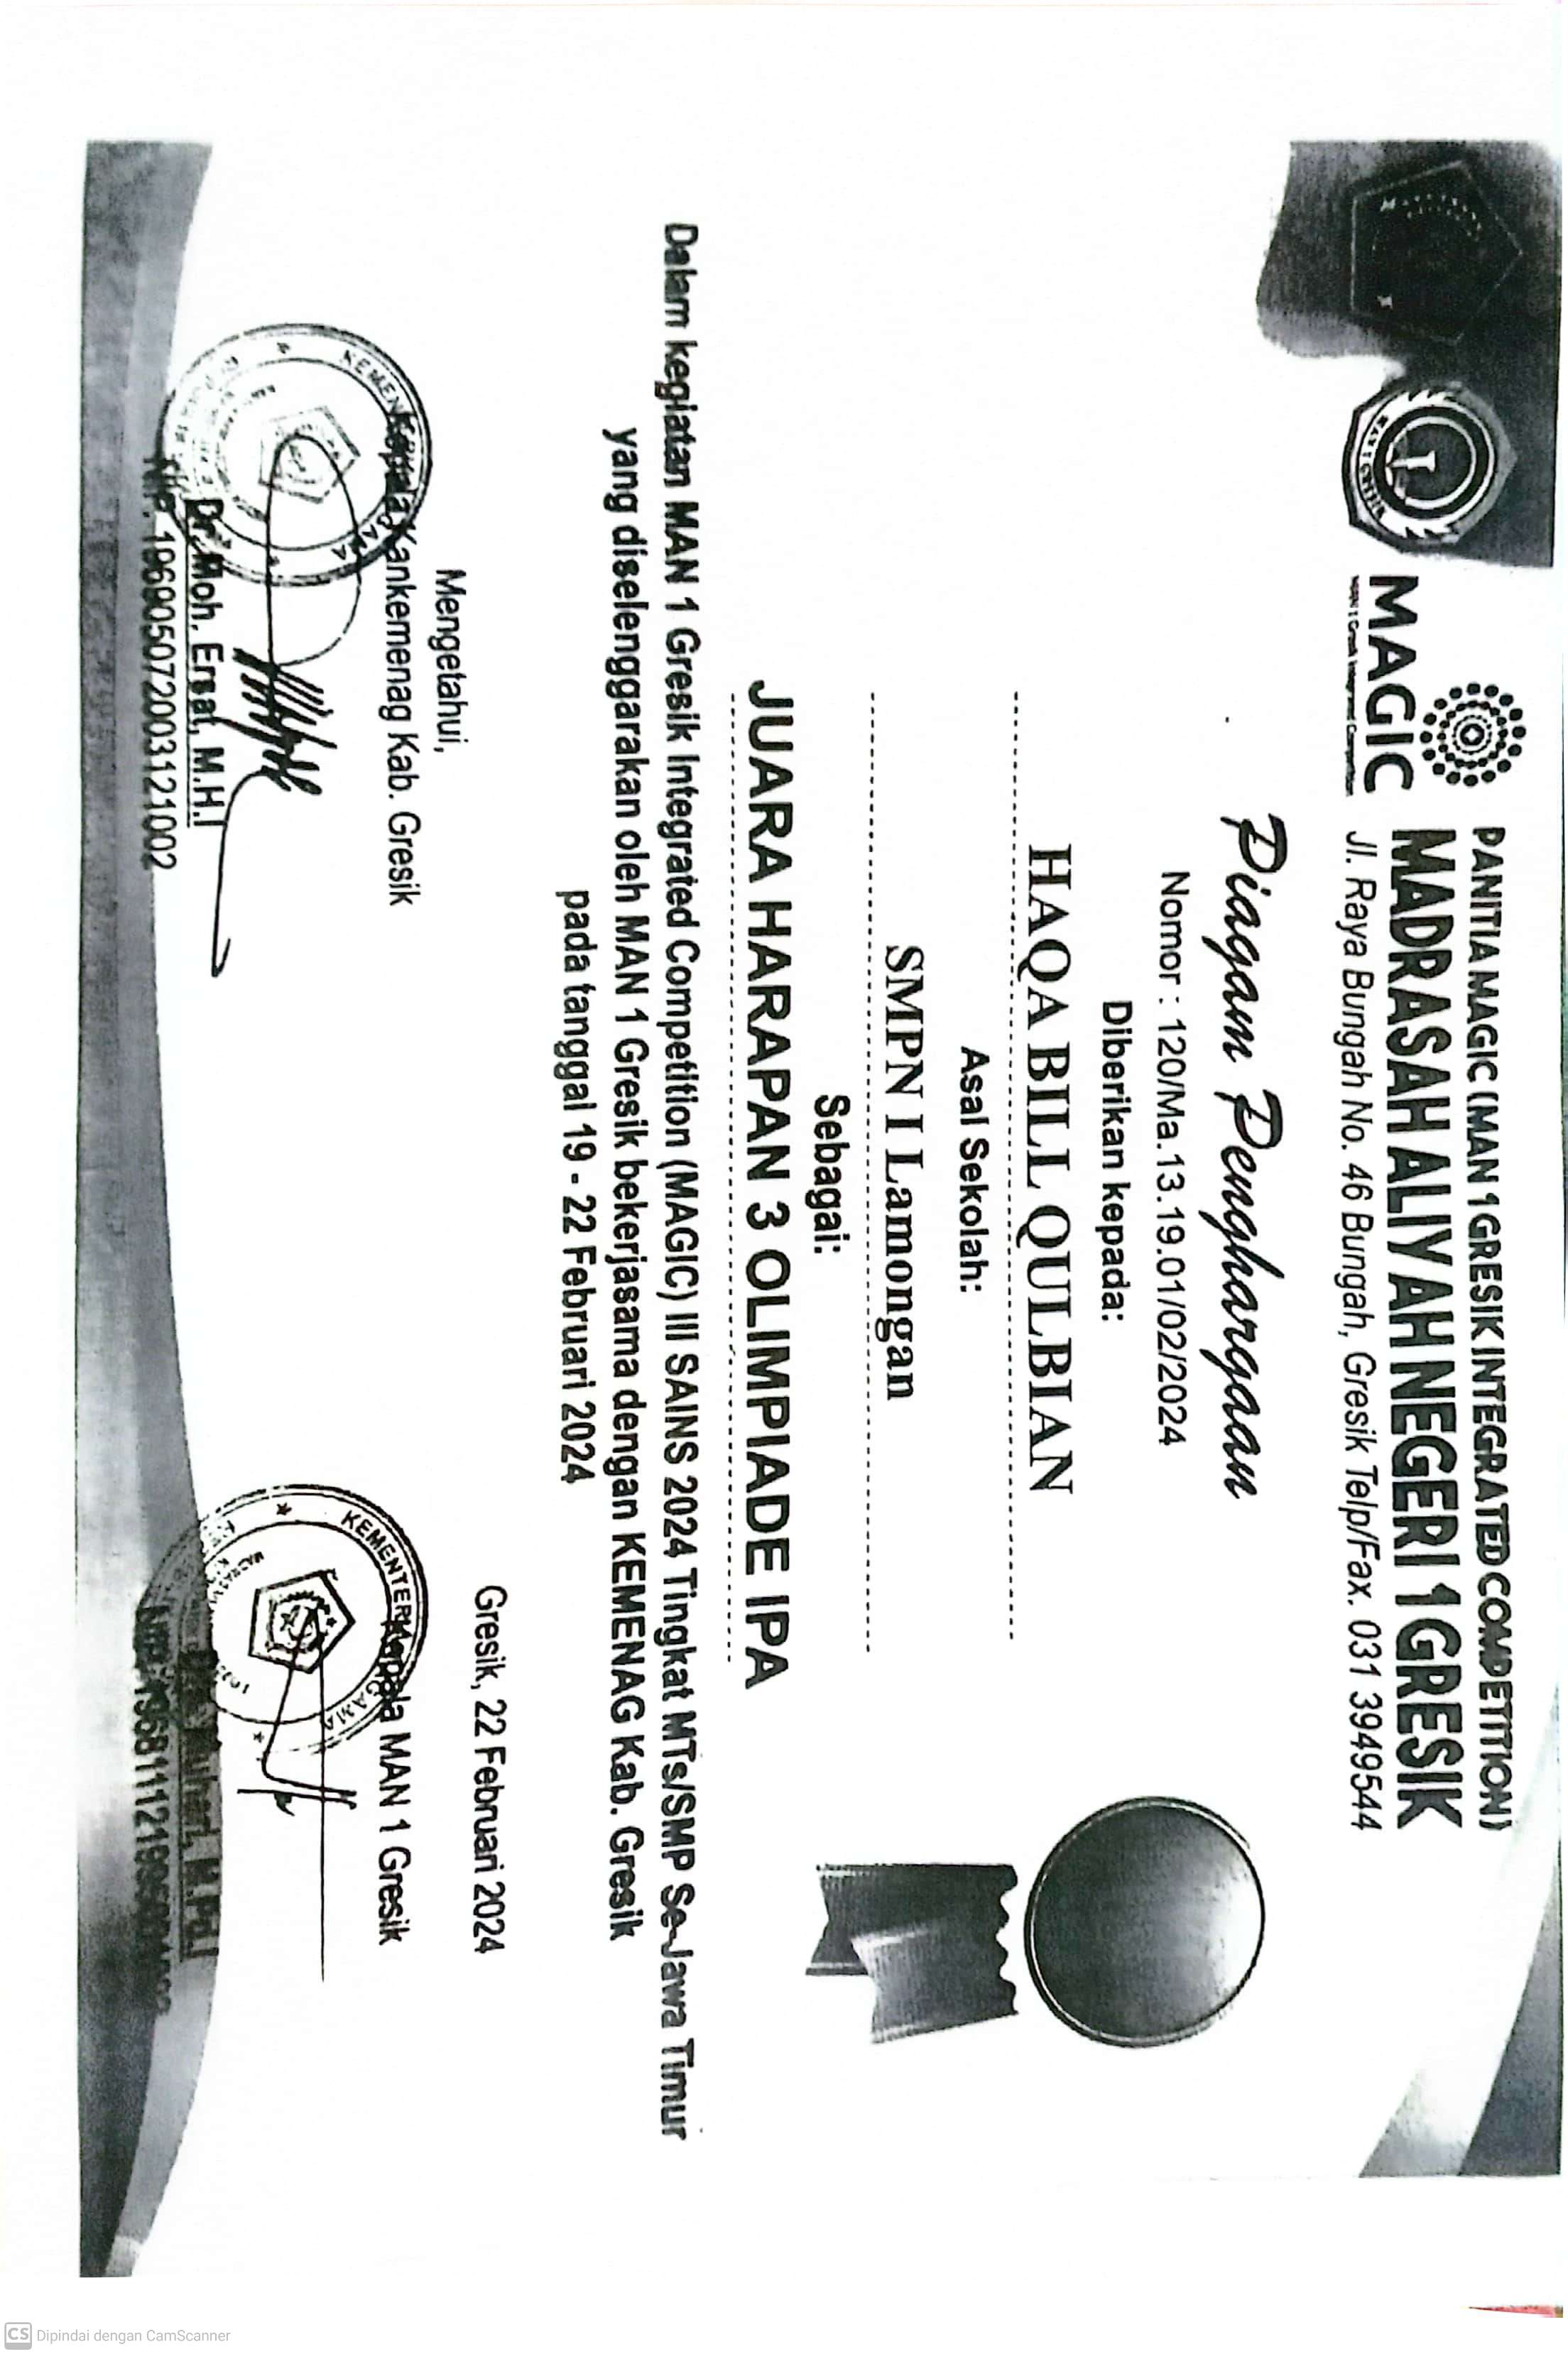 PANITIA MAGIC (MAN 1 GRESIK INTEGRATED COMPETITION)
MADRASAH ALIYAH NEGERI 1 GRESIK
Jl. Raya Bungah No. 46 Bungah, Gresik Telp/Fax. 031 3949544
MAGIC
MAN 1 Gresik Integrated Competition
Piagam Penghargaan
Nomor : 120/Ma.13.19.01/02/2024
Diberikan kepada:
HAQA BILL QULBIAN
Asal Sekolah:
SMPN I Lamongan
Sebagai:
JUARA HARAPAN 3 OLIMPIADE IPA
Dalam kegiatan MAN 1 Gresik Integrated Competition (MAGIC) III SAINS 2024 Tingkat MTs/SMP Se-Jawa Timur
yang diselenggarakan oleh MAN 1 Gresik bekerjasama dengan KEMENAG Kab. Gresik
pada tanggal 19 - 22 Februari 2024
Mengetahui,
Kepala Kankemenag Kab. Gresik
Dr. Moh. Ersat, M.H.I
NIP. 196905072003121002
Gresik, 22 Februari 2024
Kepala MAN 1 Gresik
M.Pd.I
CS Dipindai dengan CamScanner